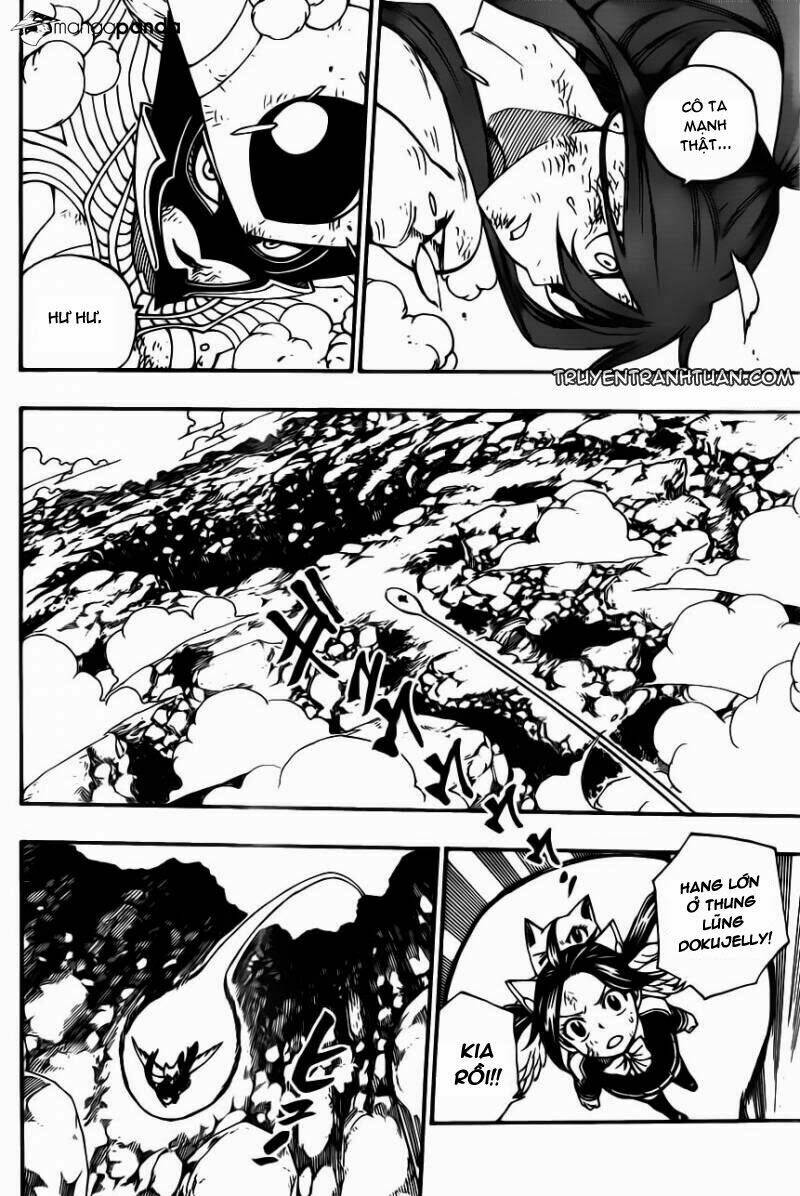 mangapanda
CÔ TA
MẠNH
THẬT...
HƯ HƯ.
TRUYENTRANHTUAN.COM
HANG LỚN
Ở THUNG
LŨNG
DOKUJELLY!
KIA
RỒI!!